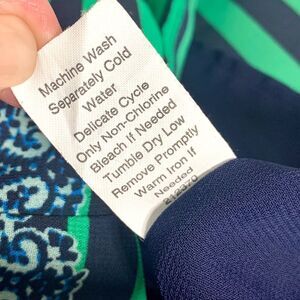 Machine Wash
Separately Cold
Water
Delicate Cycle
Only Non-Chlorine
Bleach If Needed
Tumble Dry Low
Remove Promptly
Warm Iron If
Needed